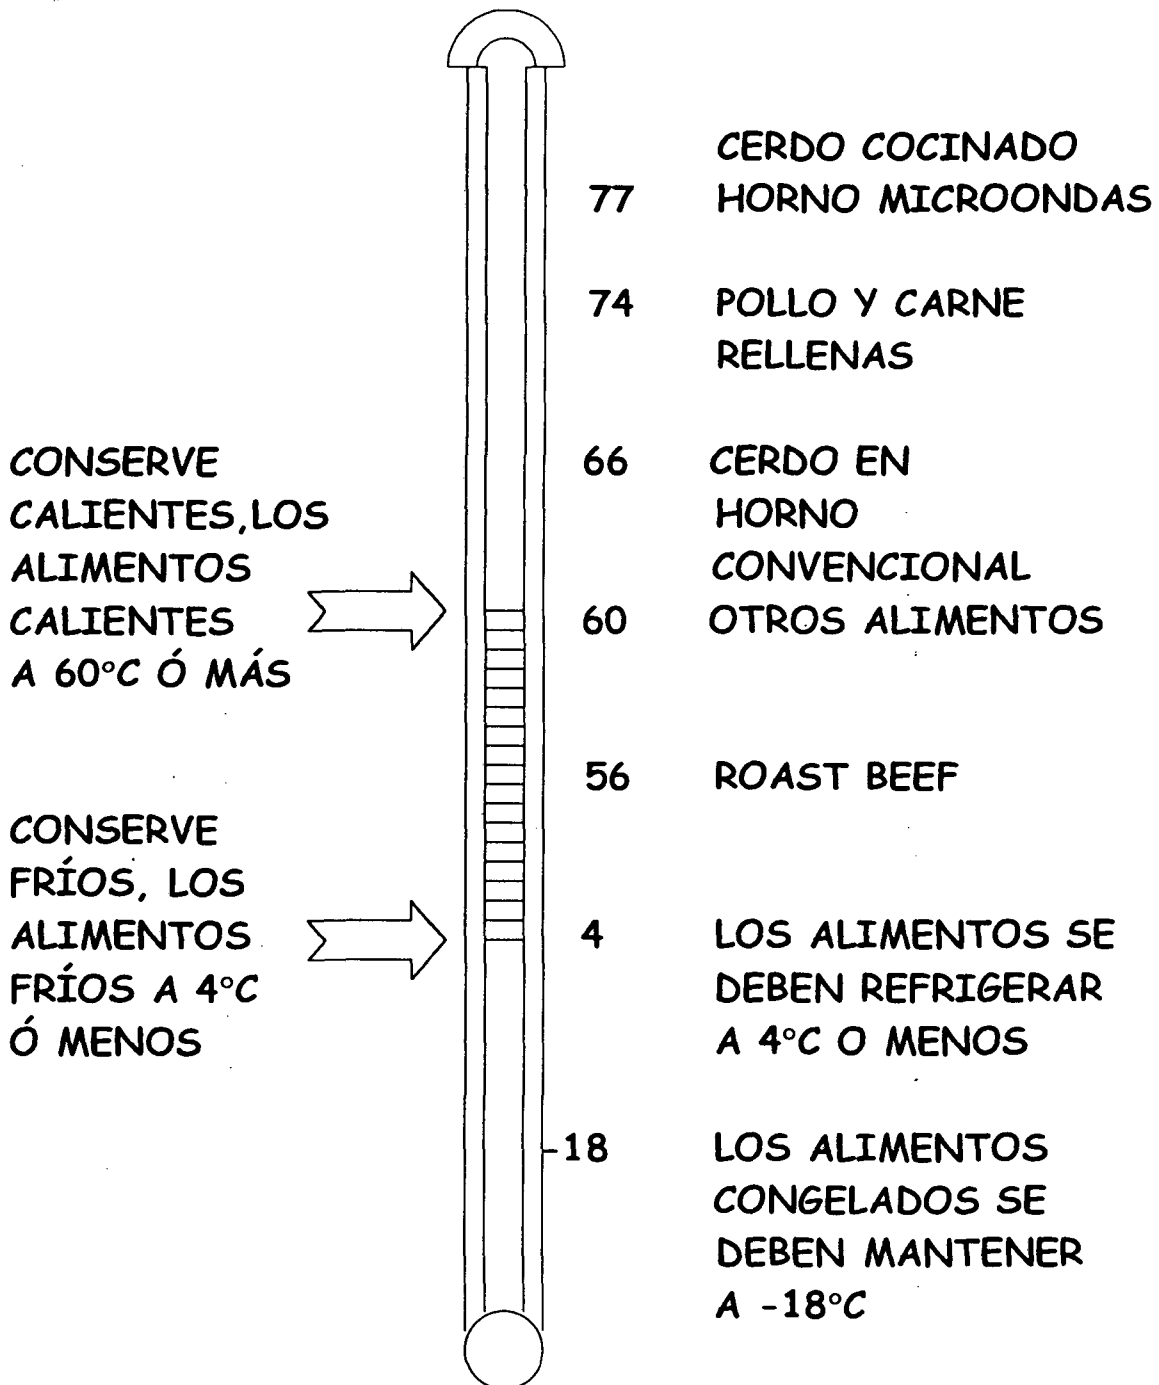 CERDO COCINADO
77 HORNO MICROONDAS
74 POLLO Y CARNE
RELLENAS
CONSERVE
CALIENTES,LOS
ALIMENTOS
CALIENTES
A 60°C Ó MÁS
66 CERDO EN
HORNO
CONVENCIONAL
60 OTROS ALIMENTOS
56 ROAST BEEF
CONSERVE
FRÍOS, LOS
ALIMENTOS
FRÍOS A 4°C
Ó MENOS
4 LOS ALIMENTOS SE
DEBEN REFRIGERAR
A 4°C O MENOS
-18 LOS ALIMENTOS
CONGELADOS SE
DEBEN MANTENER
A -18°C